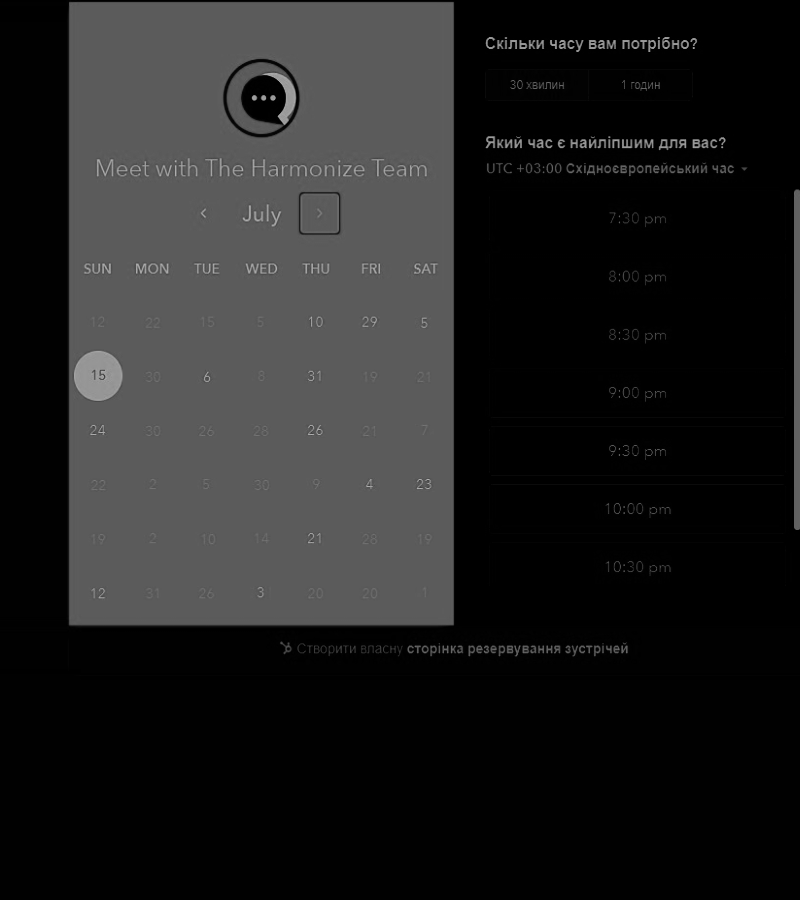 Meet with The Harmonize Team
July
SUN MON TUE WED THU FRI SAT
12 22 15 5 10 29 5
15 30 6 8 31 19 21
24 30 26 28 26 21 7
22 2 5 30 9 4 23
19 2 10 14 21 28 19
12 31 26 3 20 20 1
Скільки часу вам потрібно?
30 хвилин 1 годин
Який час є найліпшим для вас?
UTC +03:00 Східноєвропейський час
7:30 pm
8:00 pm
8:30 pm
9:00 pm
9:30 pm
10:00 pm
10:30 pm
Створити власну сторінка резервування зустрічей